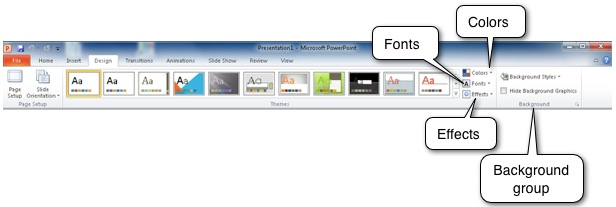 Colors
Fonts
Presentation1 - Microsoft PowerPoint
File Home Insert Design Transitions Animations Slide Show Review View
Aa Aa Aa Aa Aa Aa Aa Aa Aa Aa Aa
Colors
Fonts
Effects
Background Styles
Hide Background Graphics
Page Setup
Slide Orientation
Page Setup
Themes
Background
Effects
Background
group